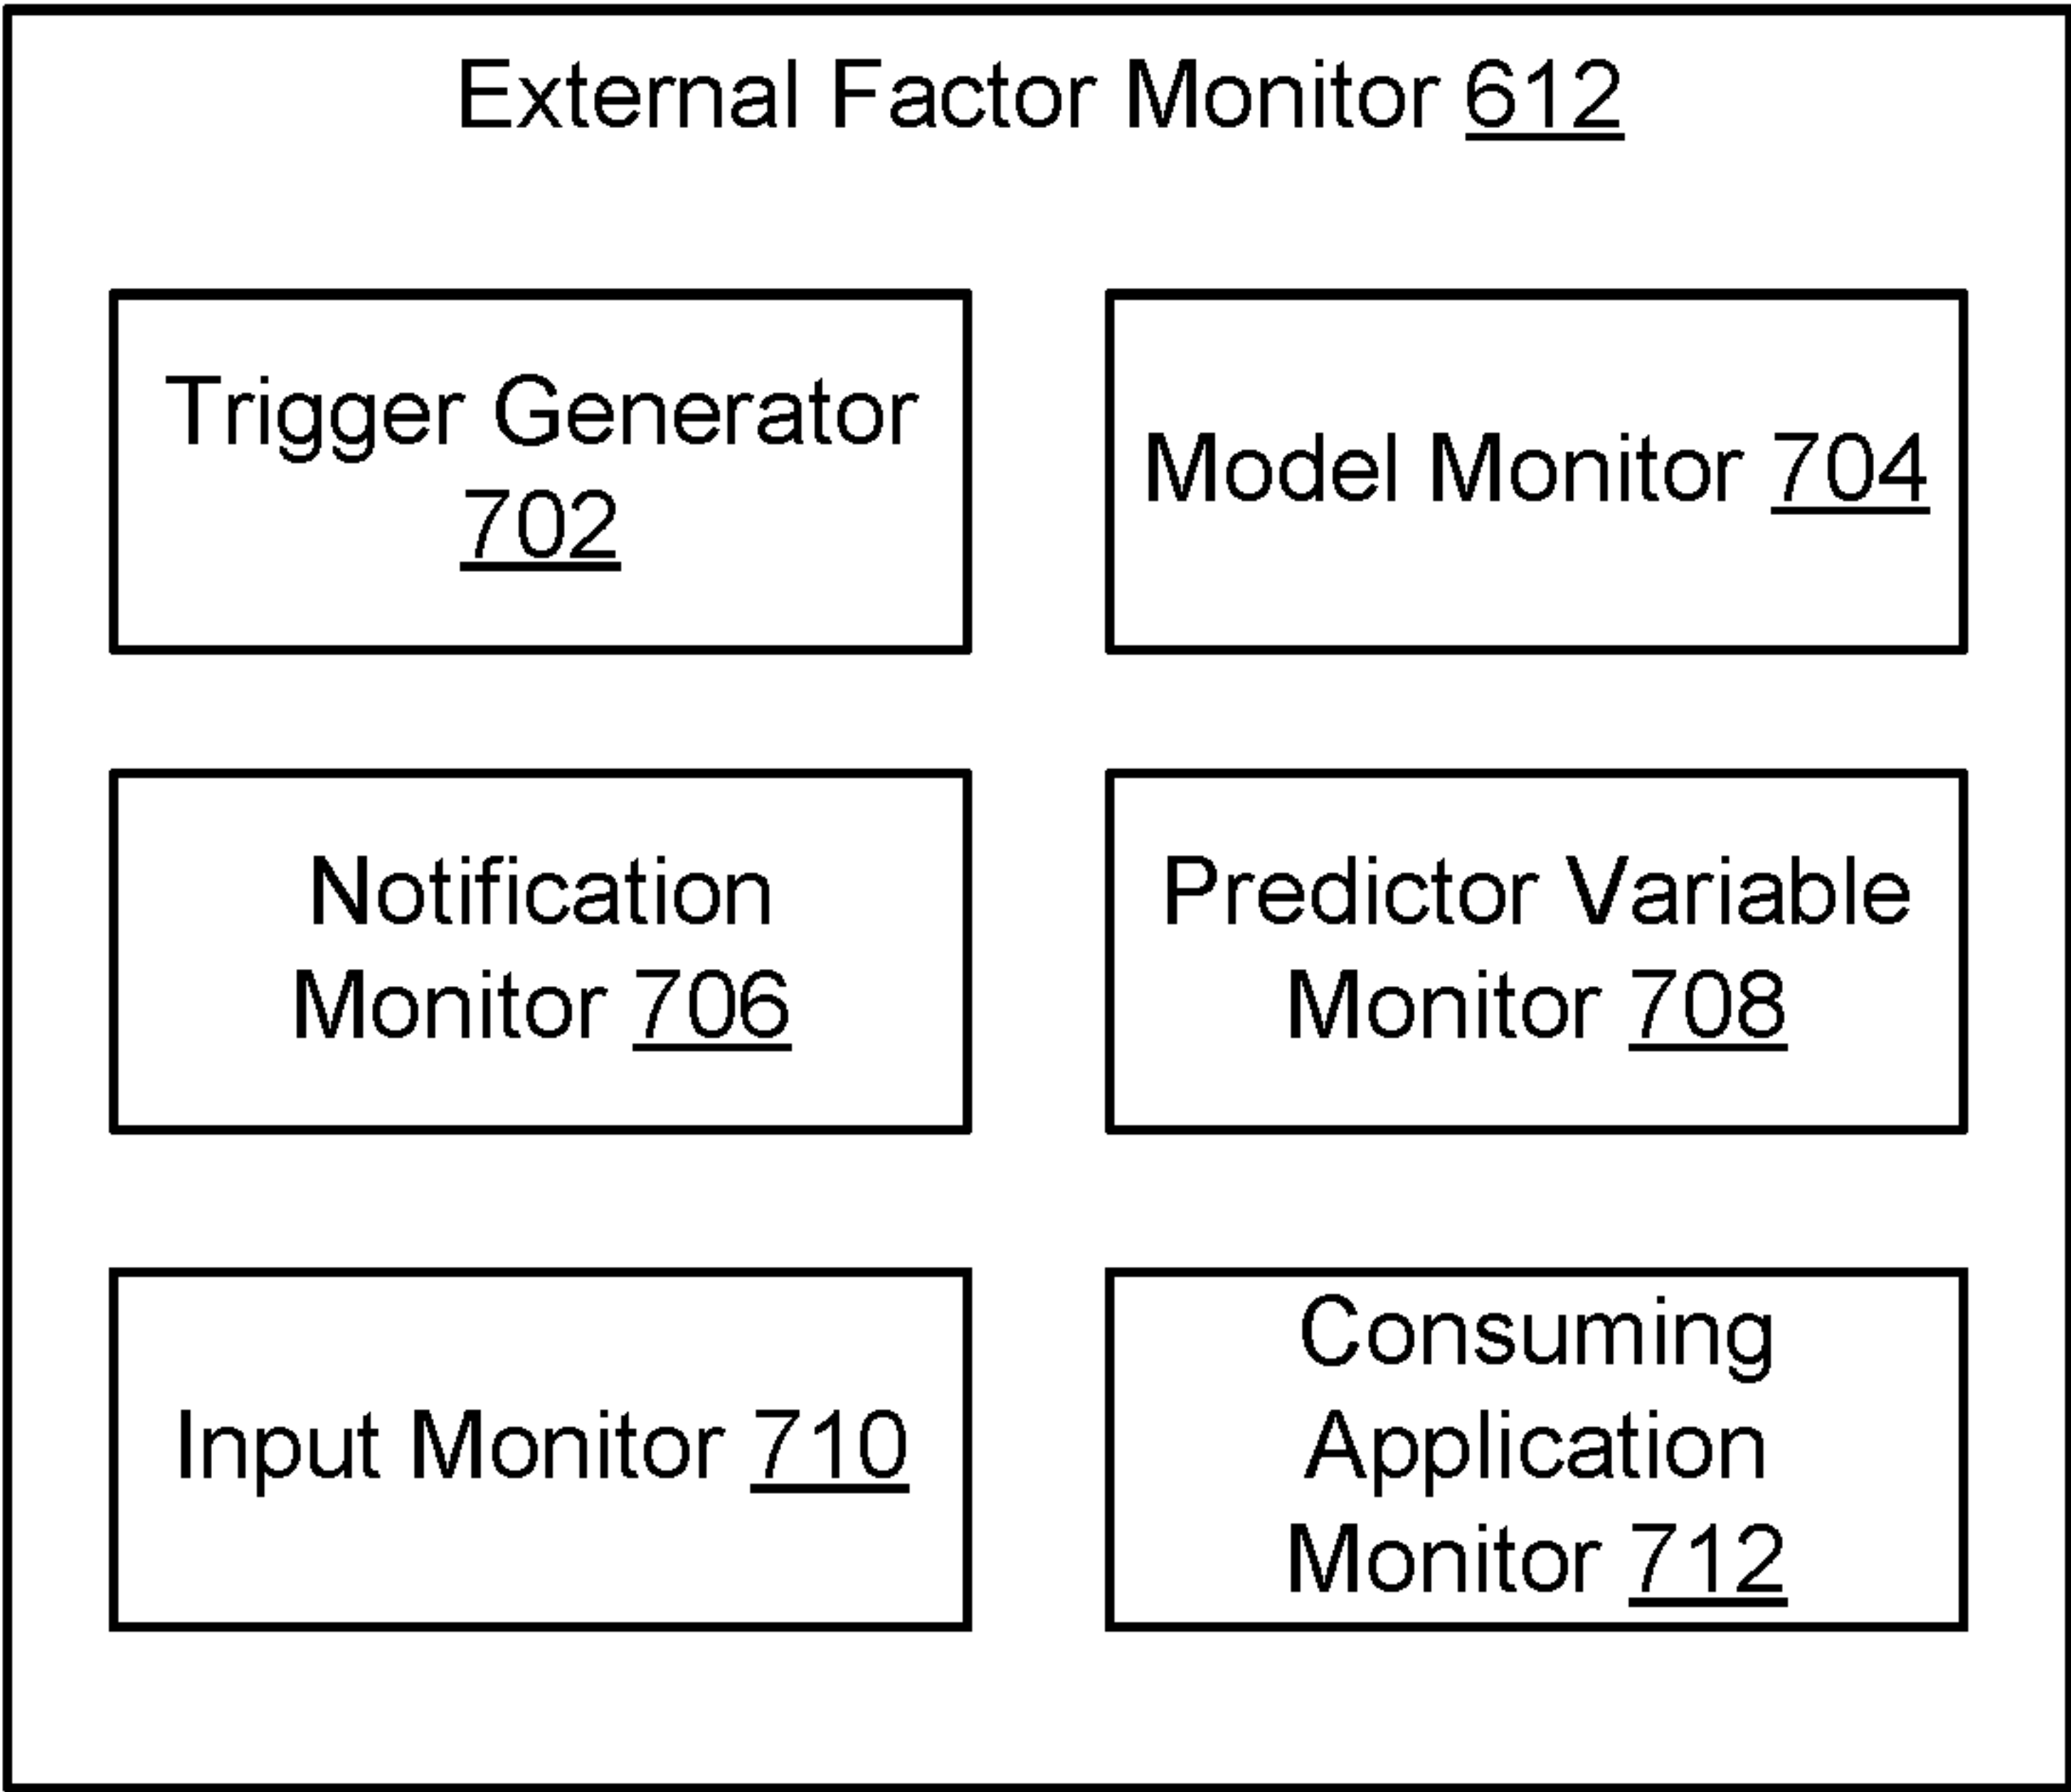 External Factor Monitor 612
Trigger Generator
702
Model Monitor 704
Notification
Monitor 706
Predictor Variable
Monitor 708
Input Monitor 710
Consuming
Application
Monitor 712